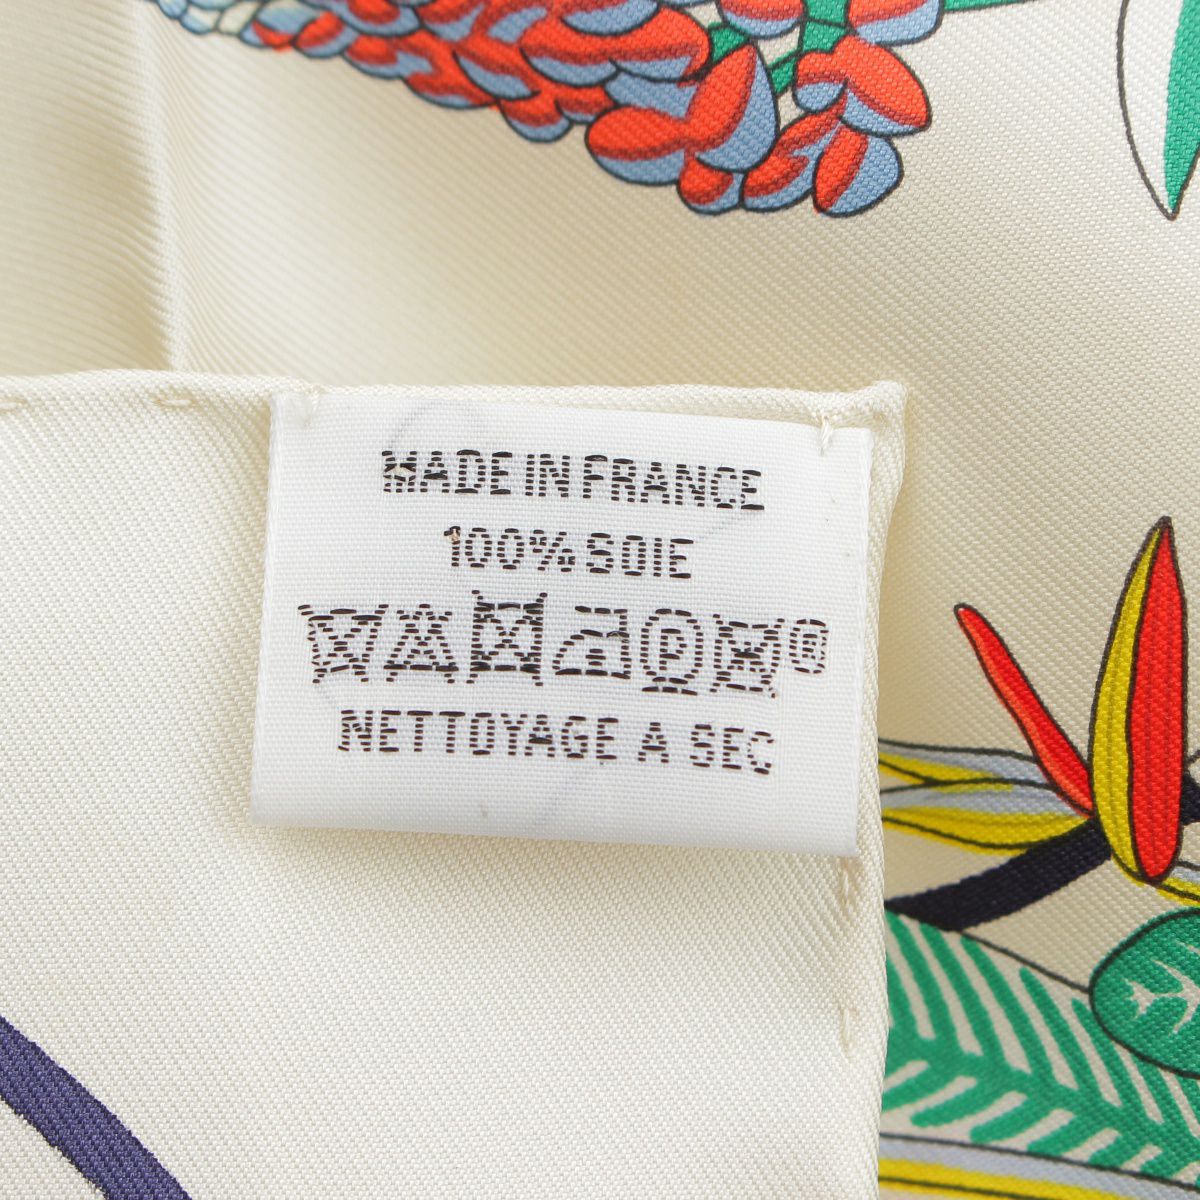 MADE IN FRANCE
100% SOIE
P
NETTOYAGE A SEC